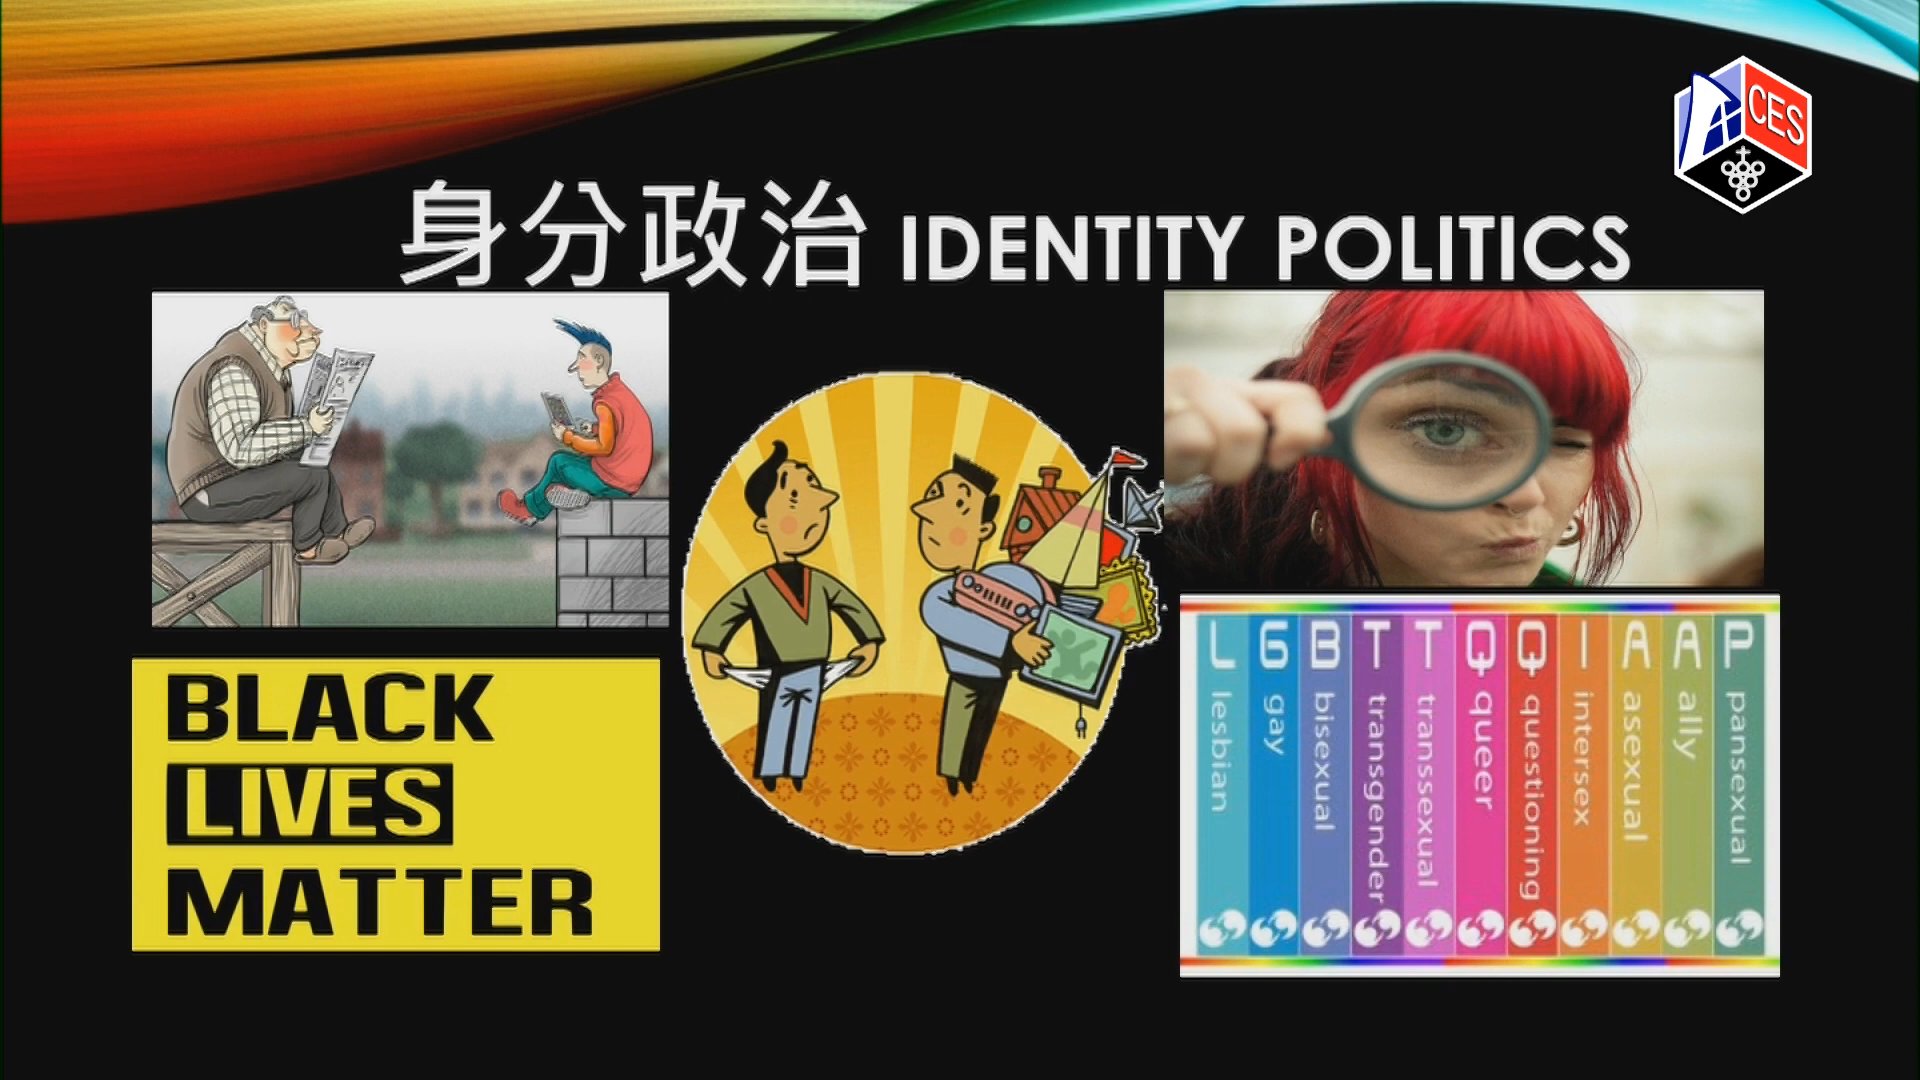 CES
身分政治 IDENTITY POLITICS
BLACK
LIVES
MATTER
L G B T T Q Q I A A P
lesbian
gay
bisexual
transgender
transsexual
queer
questioning
intersex
asexual
ally
pansexual